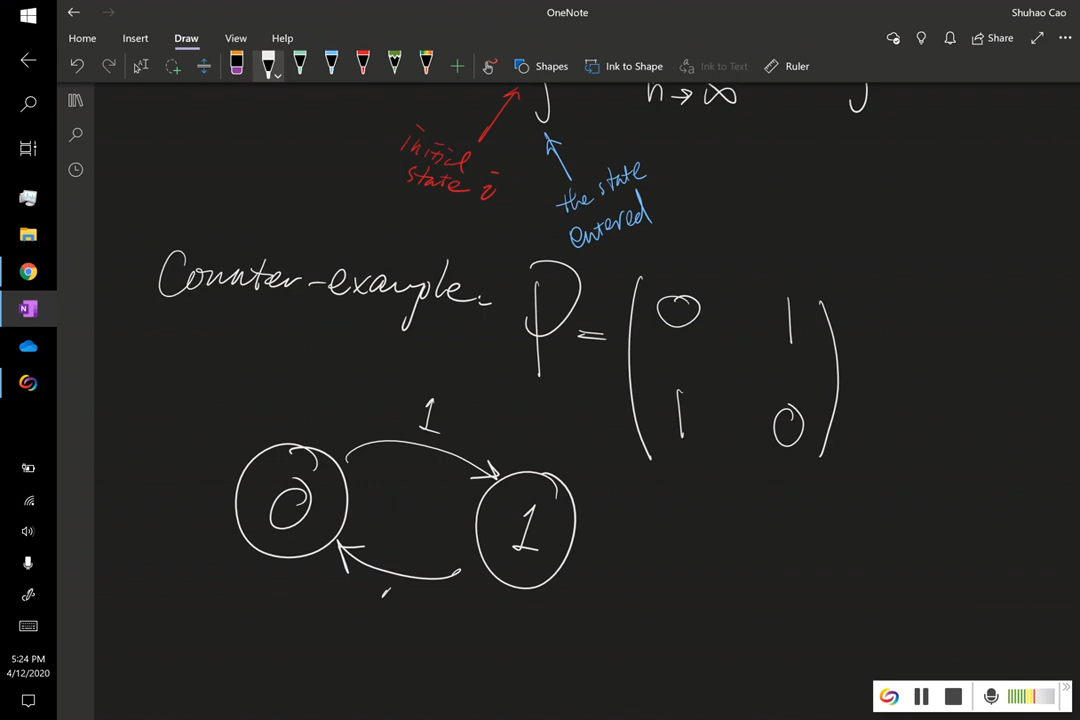 OneNote
Shuhao Cao
Home Insert Draw View Help
Share
Shapes Ink to Shape Ink to Text Ruler
j n → ∞ j
initial
state i
the state
entered
Counter-example.
P = ( 0 1
1 0 )
1
0 1
5:24 PM
4/12/2020